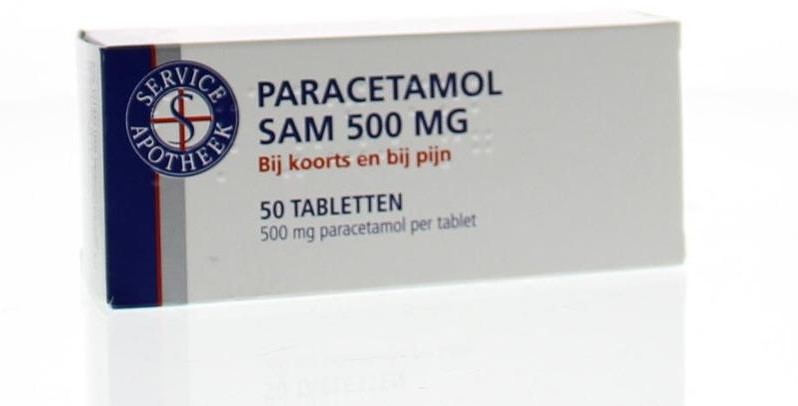 SERVICE
APOTHEEK
PARACETAMOL
SAM 500 MG
Bij koorts en bij pijn
50 TABLETTEN
500 mg paracetamol per tablet